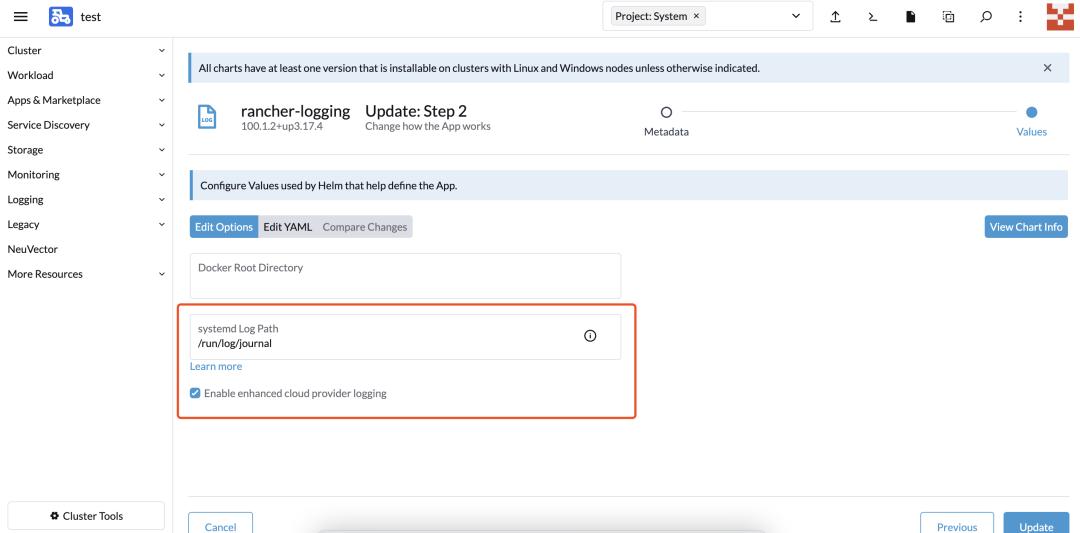 test
Project: System ×
Cluster
Workload
Apps & Marketplace
Service Discovery
Storage
Monitoring
Logging
Legacy
NeuVector
More Resources
Cluster Tools
All charts have at least one version that is installable on clusters with Linux and Windows nodes unless otherwise indicated.
LOG
rancher-logging
100.1.2+up3.17.4
Update: Step 2
Change how the App works
Metadata
Values
Configure Values used by Helm that help define the App.
Edit Options Edit YAML Compare Changes
View Chart Info
Docker Root Directory
systemd Log Path
/run/log/journal
Learn more
Enable enhanced cloud provider logging
Cancel
Previous
Update